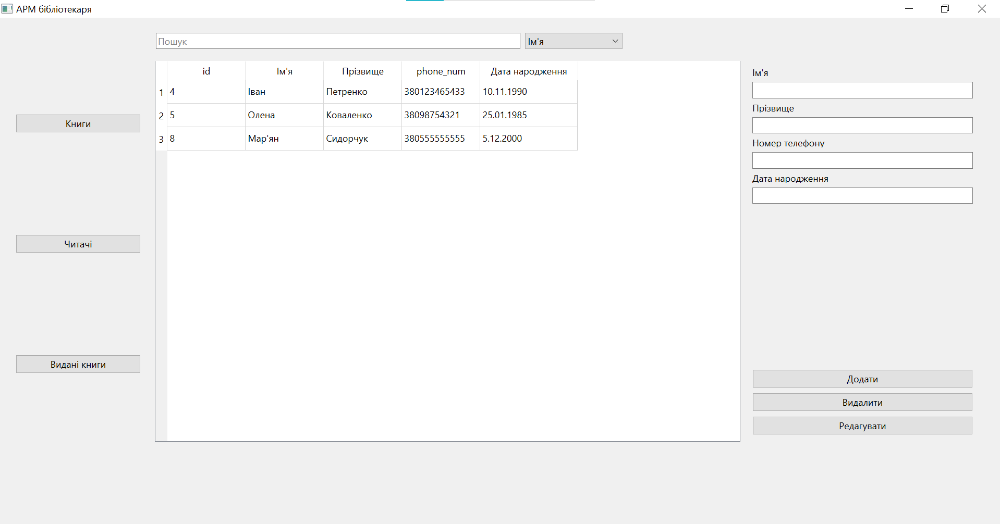 АРМ бібліотекаря
Пошук
Ім'я
id Ім'я Прізвище phone_num Дата народження
1 4 Іван Петренко 380123465433 10.11.1990
2 5 Олена Коваленко 38098754321 25.01.1985
3 8 Мар'ян Сидорчук 380555555555 5.12.2000
Книги
Читачі
Видані книги
Ім'я
Прізвище
Номер телефону
Дата народження
Додати
Видалити
Редагувати